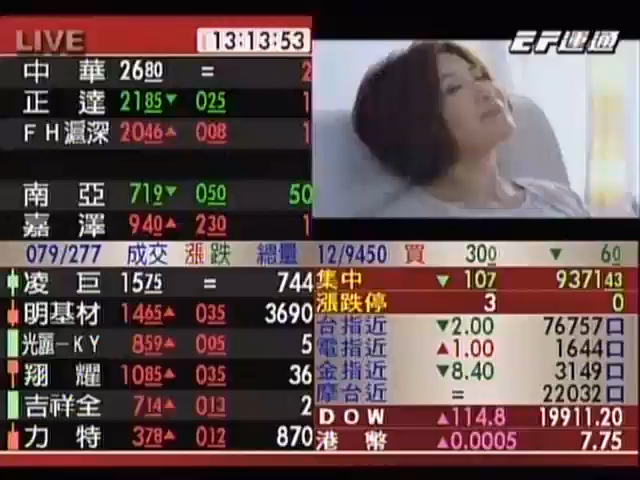 LIVE 13:13:53
EF運通
中華 2680 = 2
正達 2185▼ 025 1
FH滬深 2046▲ 008 1
南亞 719▼ 050 50
嘉澤 940▲ 230 1
079/277 成交 漲跌 總量
凌巨 1575 = 744
明基材 1465▲ 035 3690
光麗－KY 859▲ 005 5
翔耀 1085▲ 035 36
吉祥全 714▲ 013 2
力特 378▲ 012 870
12/9450 買 300 ▼ 60
集中 ▼ 107 937143
漲跌停 3 0
台指近 ▼2.00 76757口
電指近 ▲1.00 1644口
金指近 ▼8.40 3149口
摩台近 = 22032口
DOW ▲114.8 19911.20
港幣 ▲0.0005 7.75